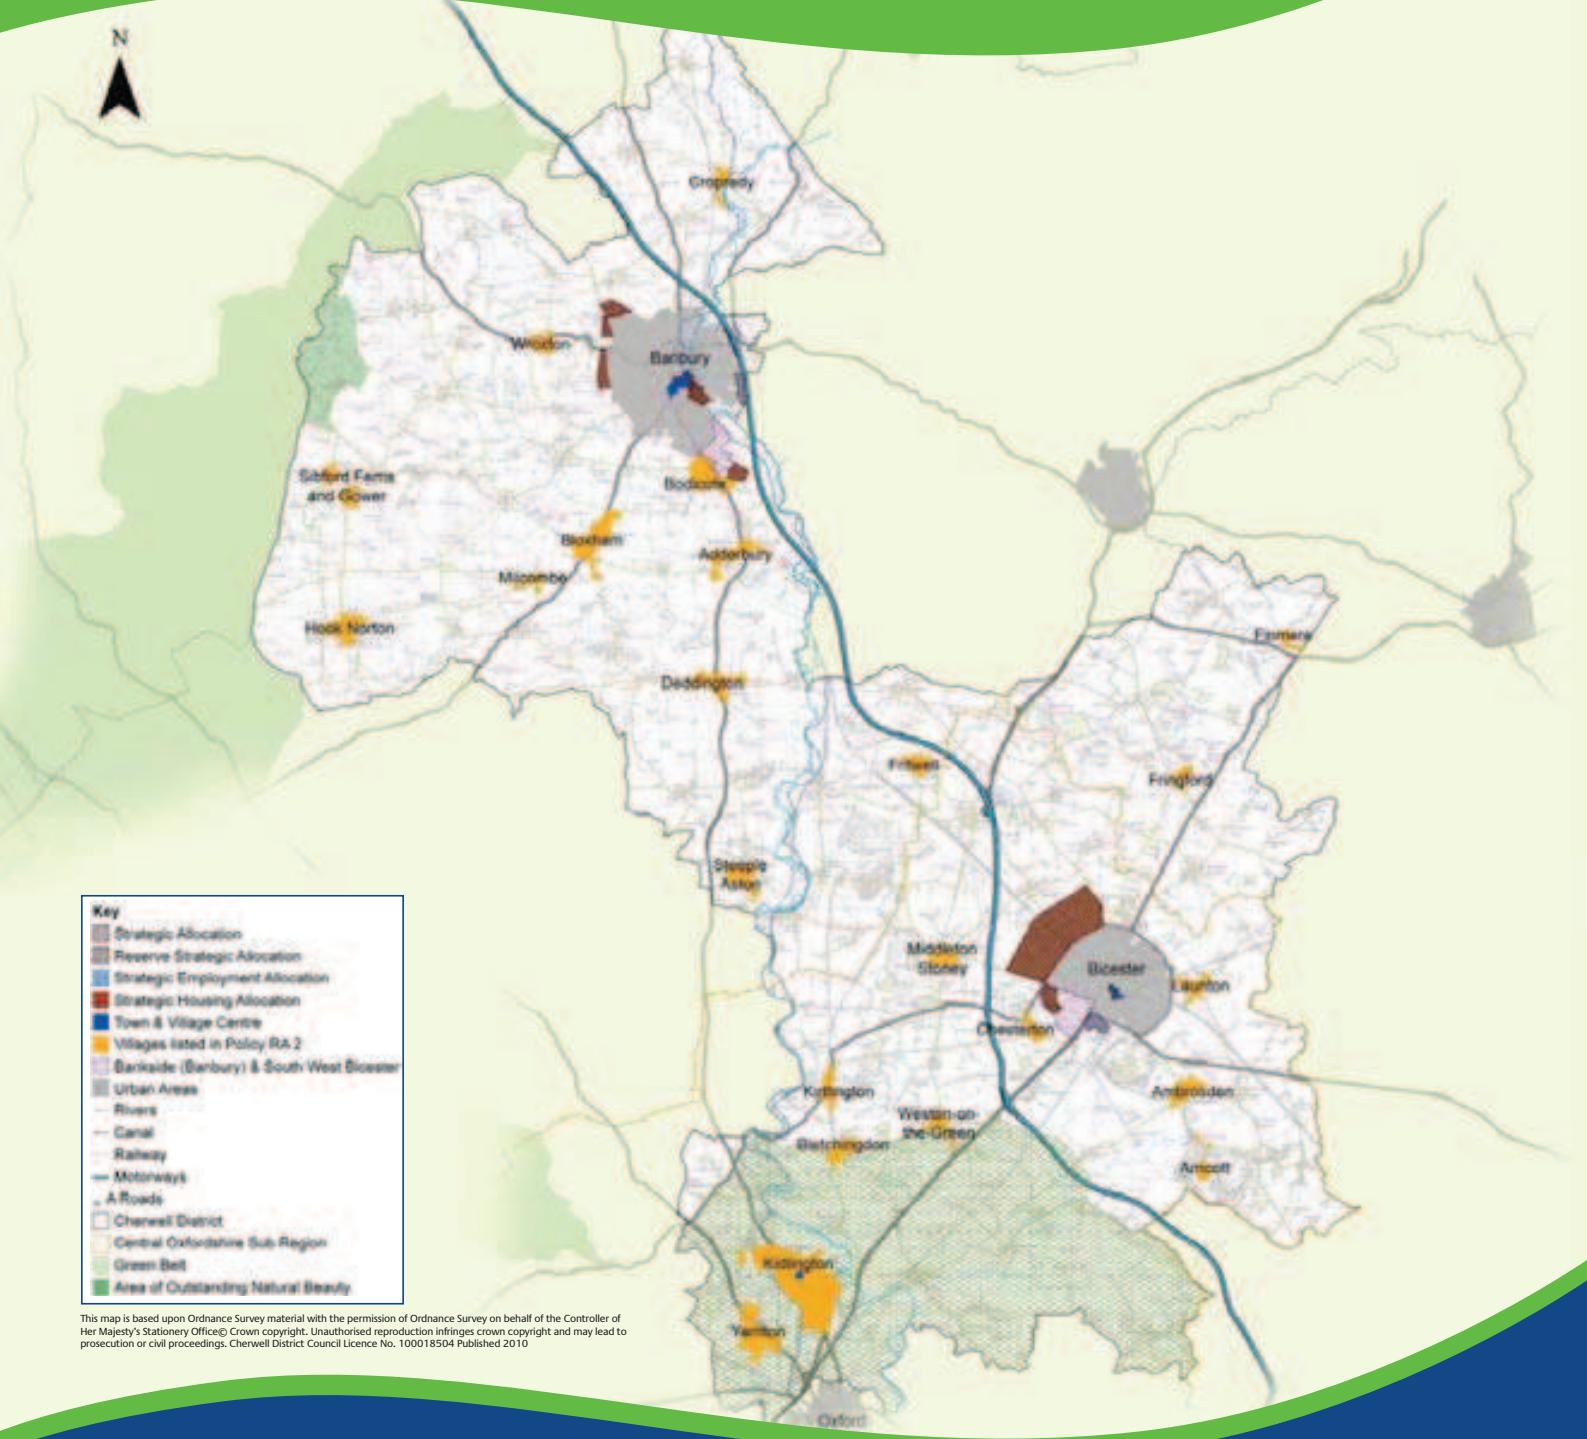 N
Cropredy
Wroxton
Banbury
Sibford Ferris
and Gower
Bodicote
Bloxham
Adderbury
Milcombe
Hook Norton
Finmere
Deddington
Fritwell
Fringford
Steeple
Aston
Middleton
Stoney
Bicester
Launton
Chesterton
Kirtlington
Ambrosden
Weston-on-
the-Green
Bletchingdon
Arncott
Kidlington
Yarnton
Oxford
Key
Strategic Allocation
Reserve Strategic Allocation
Strategic Employment Allocation
Strategic Housing Allocation
Town & Village Centre
Villages listed in Policy RA 2
Bankside (Banbury) & South West Bicester
Urban Areas
Rivers
Canal
Railway
Motorways
A Roads
Cherwell District
Central Oxfordshire Sub Region
Green Belt
Area of Outstanding Natural Beauty
This map is based upon Ordnance Survey material with the permission of Ordnance Survey on behalf of the Controller of
Her Majesty's Stationery Office© Crown copyright. Unauthorised reproduction infringes crown copyright and may lead to
prosecution or civil proceedings. Cherwell District Council Licence No. 100018504 Published 2010